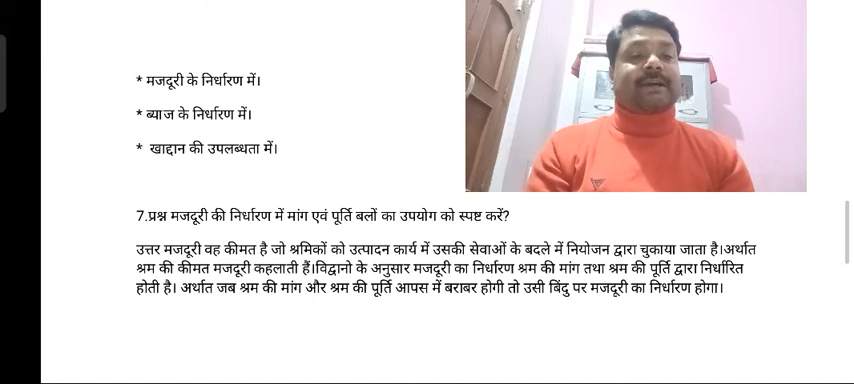 * मजदूरी के निर्धारण में।
* ब्याज के निर्धारण में।
* खाद्दान की उपलब्धता में।
7.प्रश्न मजदूरी की निर्धारण में मांग एवं पूर्ति बलों का उपयोग को स्पष्ट करें?
उत्तर मजदूरी वह कीमत है जो श्रमिकों को उत्पादन कार्य में उसकी सेवाओं के बदले में नियोजन द्वारा चुकाया जाता है।अर्थात
श्रम की कीमत मजदूरी कहलाती हैं।विद्वानो के अनुसार मजदूरी का निर्धारण श्रम की मांग तथा श्रम की पूर्ति द्वारा निर्धारित
होती है। अर्थात जब श्रम की मांग और श्रम की पूर्ति आपस में बराबर होगी तो उसी बिंदु पर मजदूरी का निर्धारण होगा।